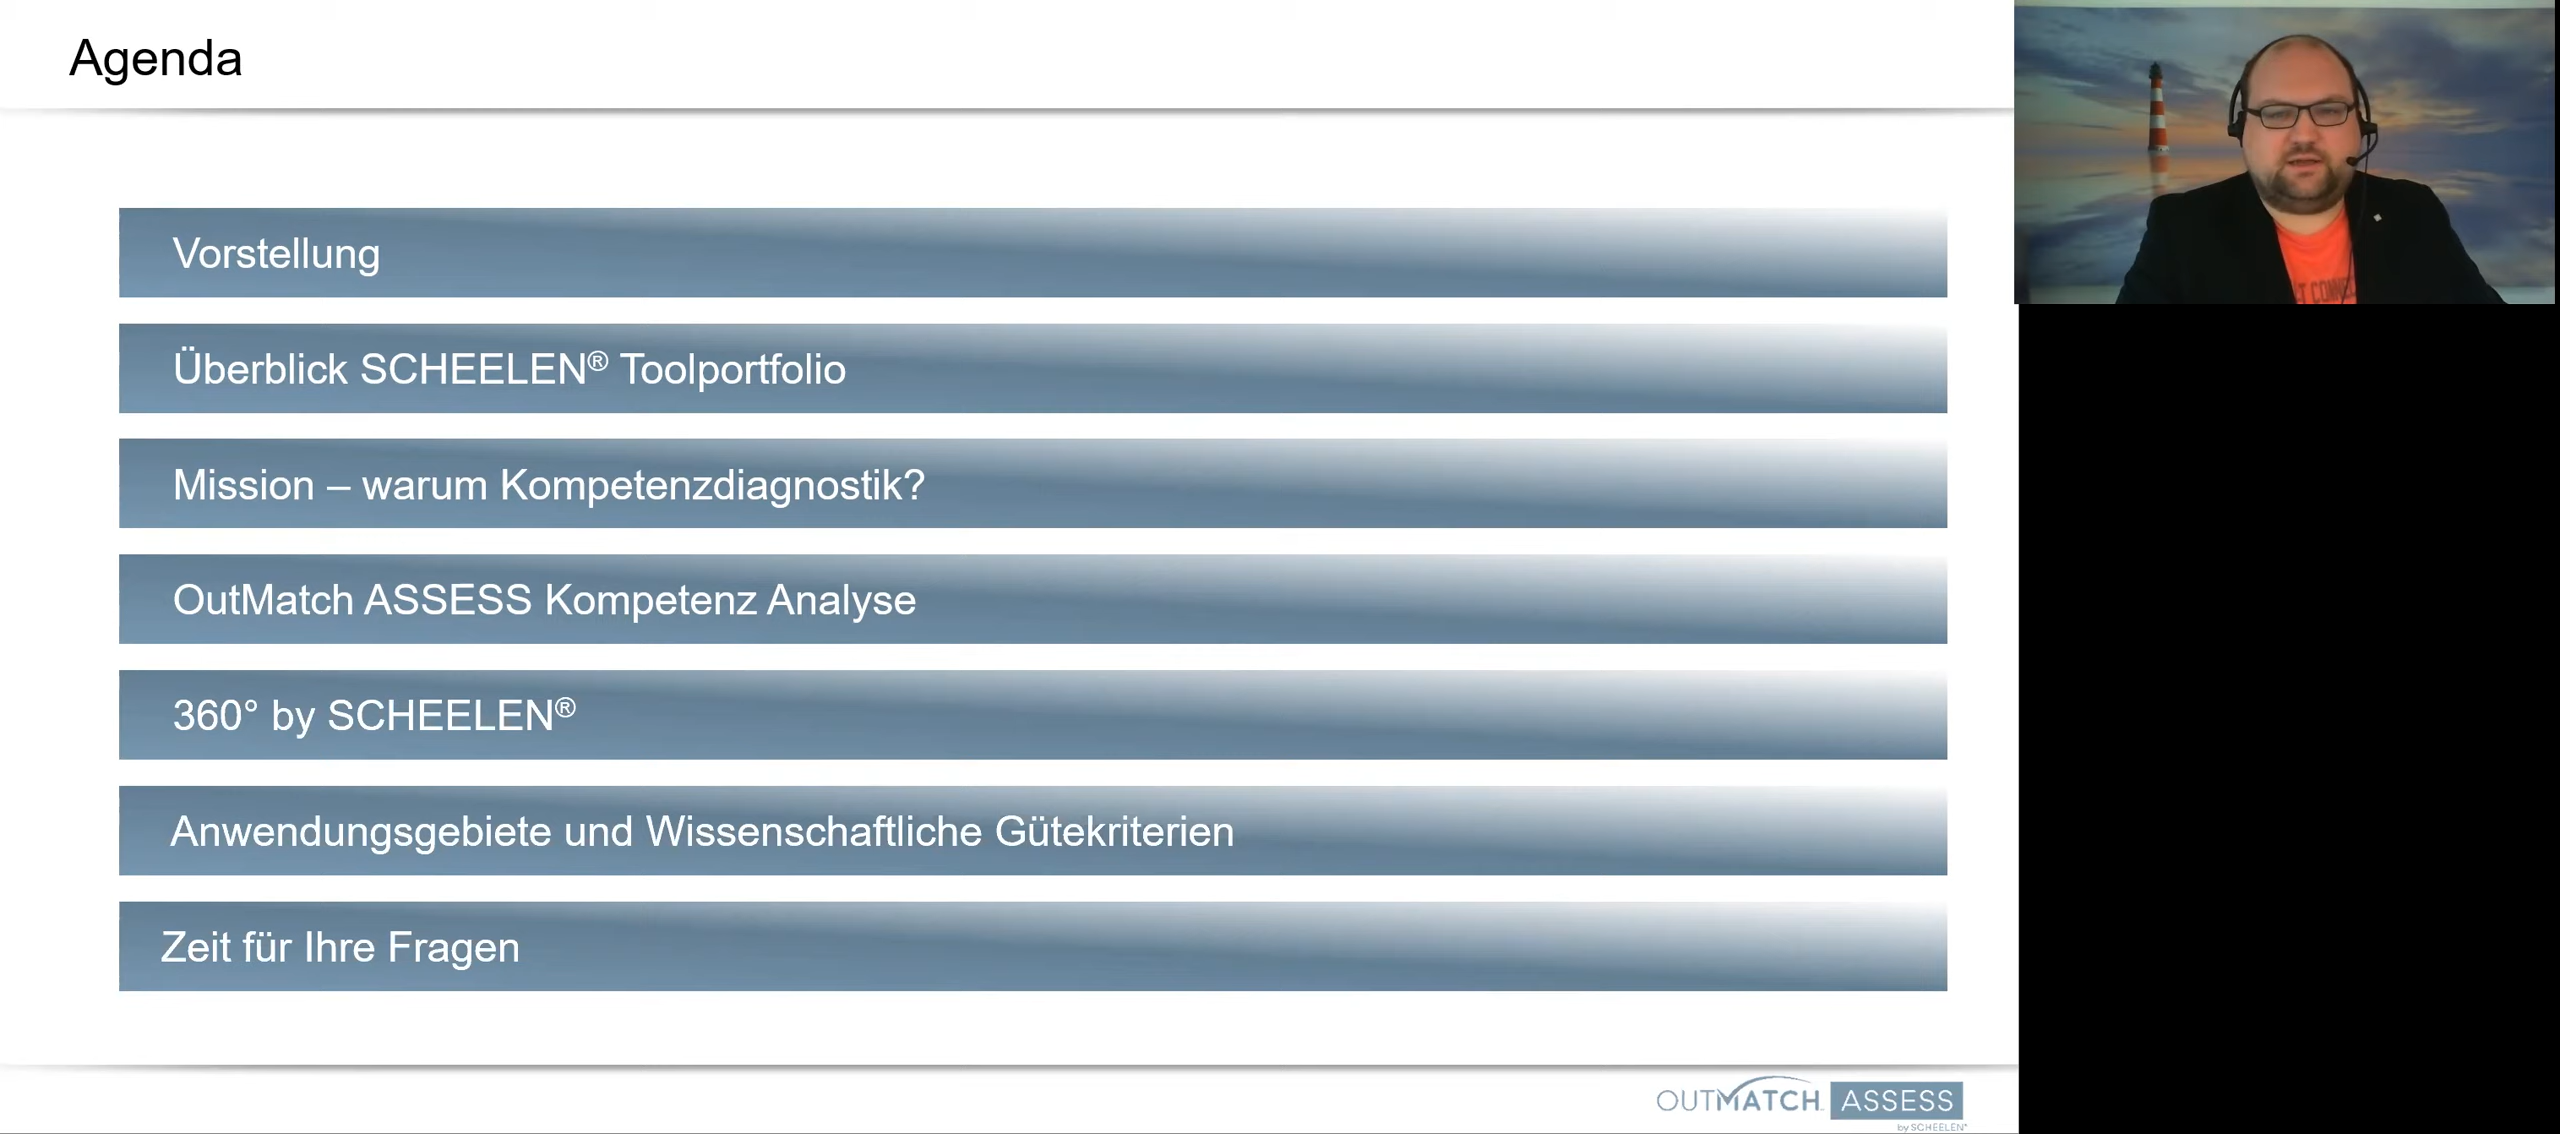 Agenda
Vorstellung
Überblick SCHEELEN® Toolportfolio
Mission – warum Kompetenzdiagnostik?
OutMatch ASSESS Kompetenz Analyse
360° by SCHEELEN®
Anwendungsgebiete und Wissenschaftliche Gütekriterien
Zeit für Ihre Fragen
OUTMATCH ASSESS
by SCHEELEN®